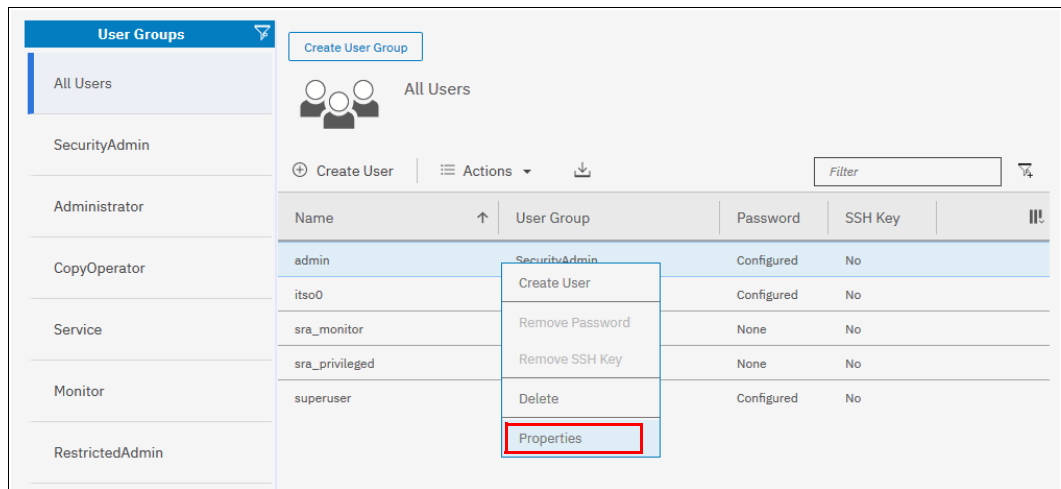 User Groups
All Users
SecurityAdmin
Administrator
CopyOperator
Service
Monitor
RestrictedAdmin
Create User Group
All Users
Create User
Actions
Filter
Name User Group Password SSH Key
admin SecurityAdmin Configured No
itso0 Configured No
sra_monitor None No
sra_privileged None No
superuser Configured No
Create User
Remove Password
Remove SSH Key
Delete
Properties